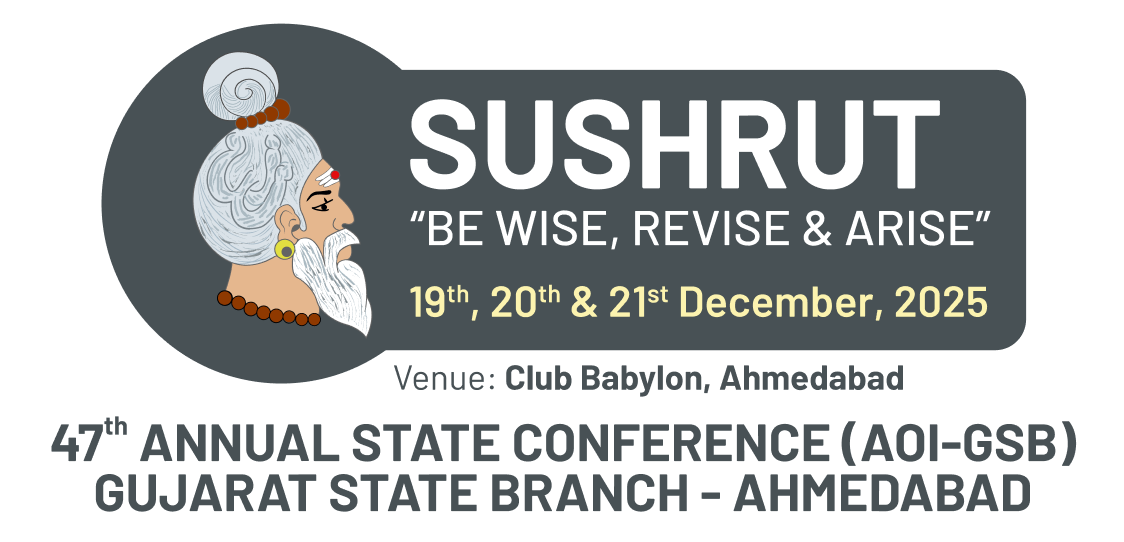 SUSHRUT
“BE WISE, REVISE & ARISE”
19th, 20th & 21st December, 2025
Venue: Club Babylon, Ahmedabad
47th ANNUAL STATE CONFERENCE (AOI-GSB)
GUJARAT STATE BRANCH - AHMEDABAD